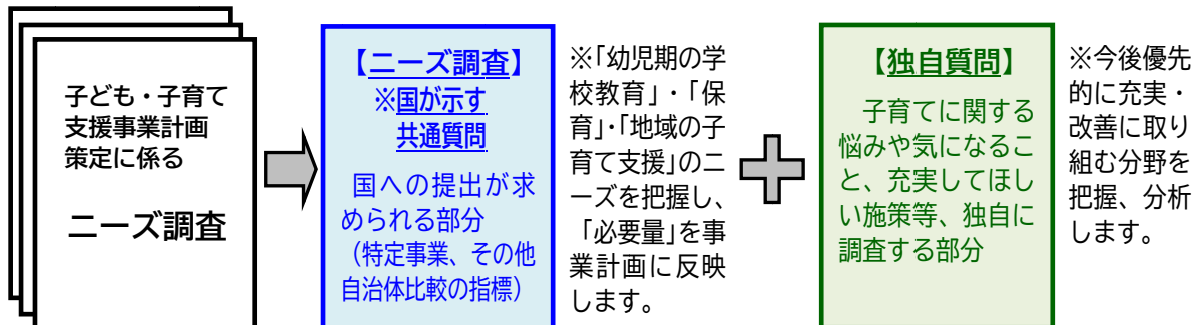 子ども・子育て
支援事業計画
策定に係る
ニーズ調査
【ニーズ調査】
※国が示す
共通質問
国への提出が求
められる部分
（特定事業、その他
自治体比較の指標）
※「幼児期の学
校教育」・「保
育」・「地域の子
育て支援」のニ
ーズを把握し、
「必要量」を事
業計画に反映
します。
【独自質問】
子育てに関する
悩みや気になるこ
と、充実してほし
い施策等、独自に
調査する部分
※今後優先
的に充実・
改善に取り
組む分野を
把握、分析
します。